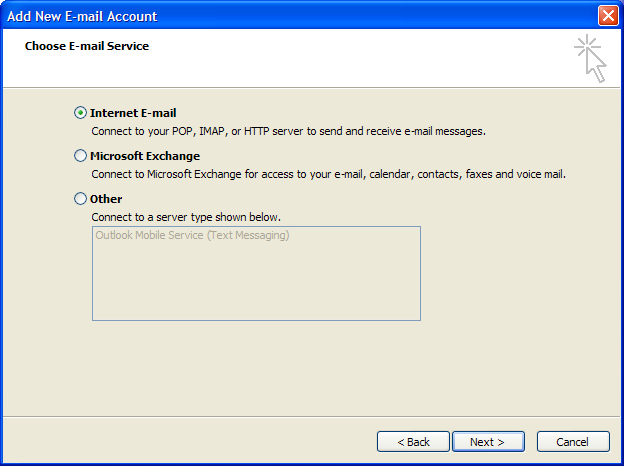 Add New E-mail Account
Choose E-mail Service
Internet E-mail
Connect to your POP, IMAP, or HTTP server to send and receive e-mail messages.
Microsoft Exchange
Connect to Microsoft Exchange for access to your e-mail, calendar, contacts, faxes and voice mail.
Other
Connect to a server type shown below.
Outlook Mobile Service (Text Messaging)
< Back Next > Cancel